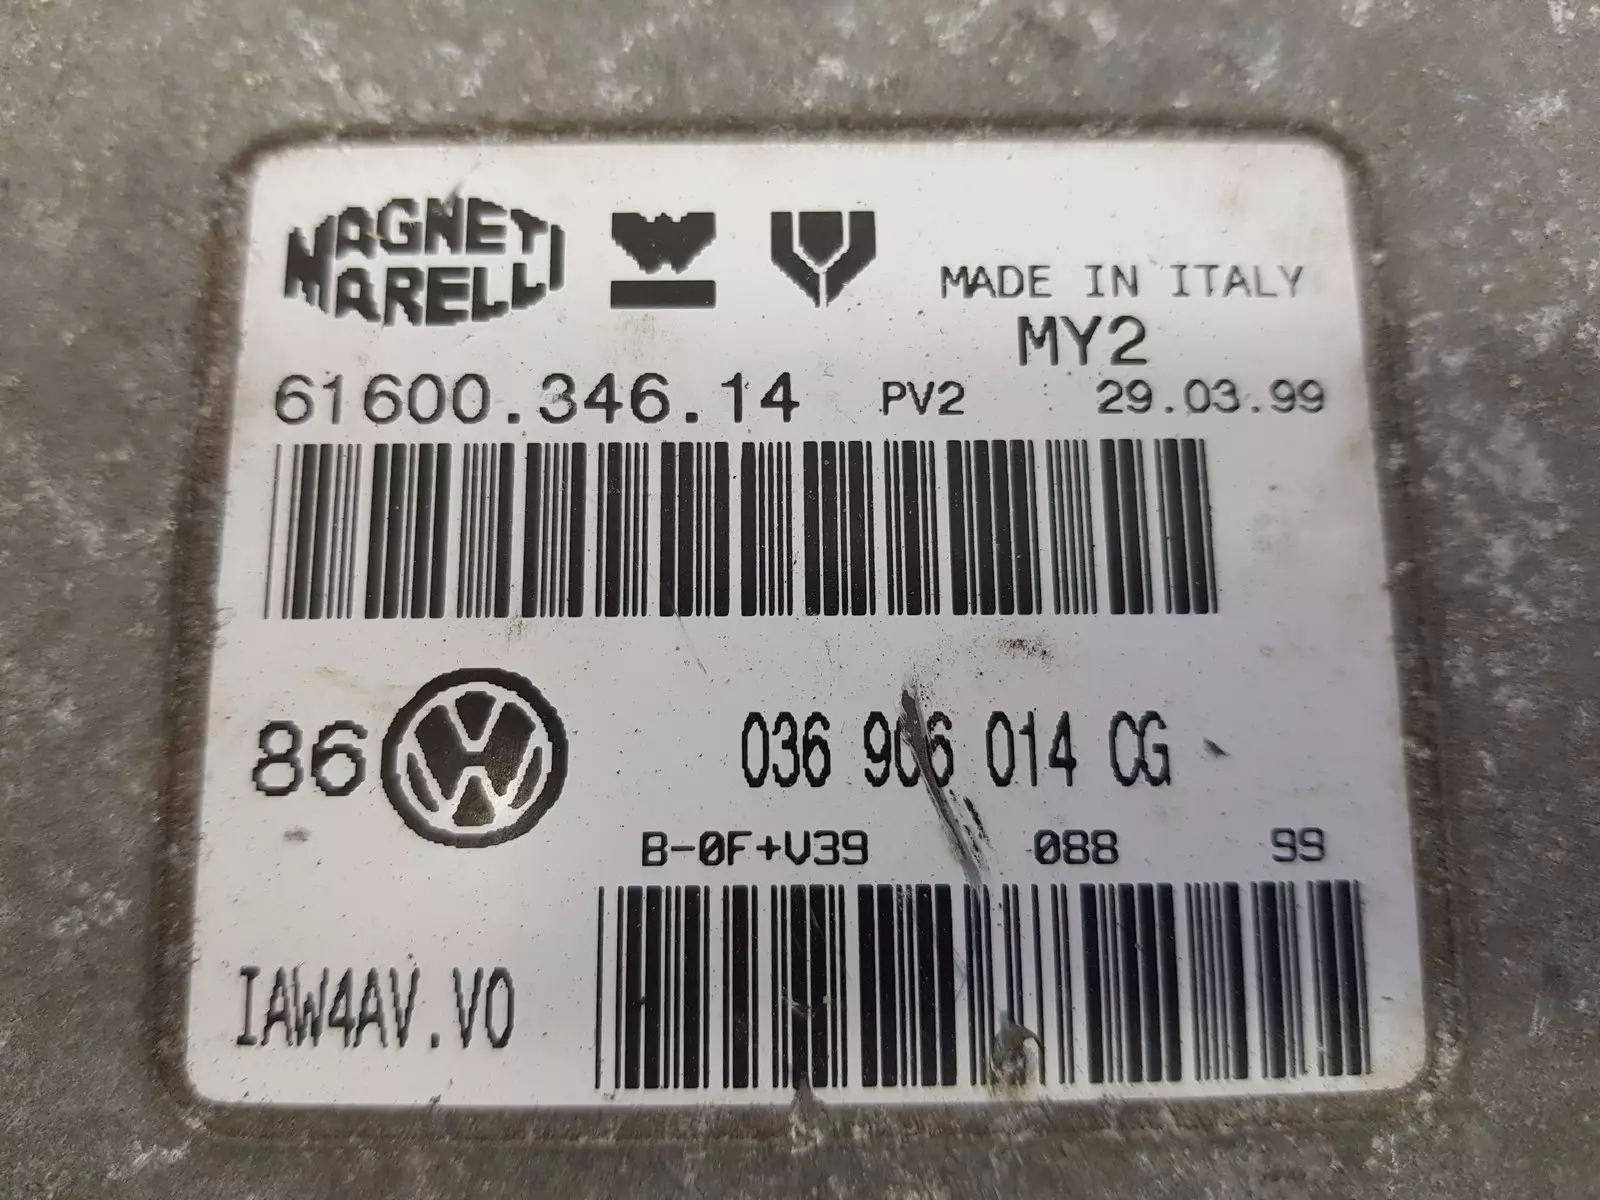 MAGNETI
MARELLI
MADE IN ITALY
MY2
61600.346.14 PV2 29.03.99
86 036 906 014 CG
B-0F+V39 088 99
IAW4AV.V0